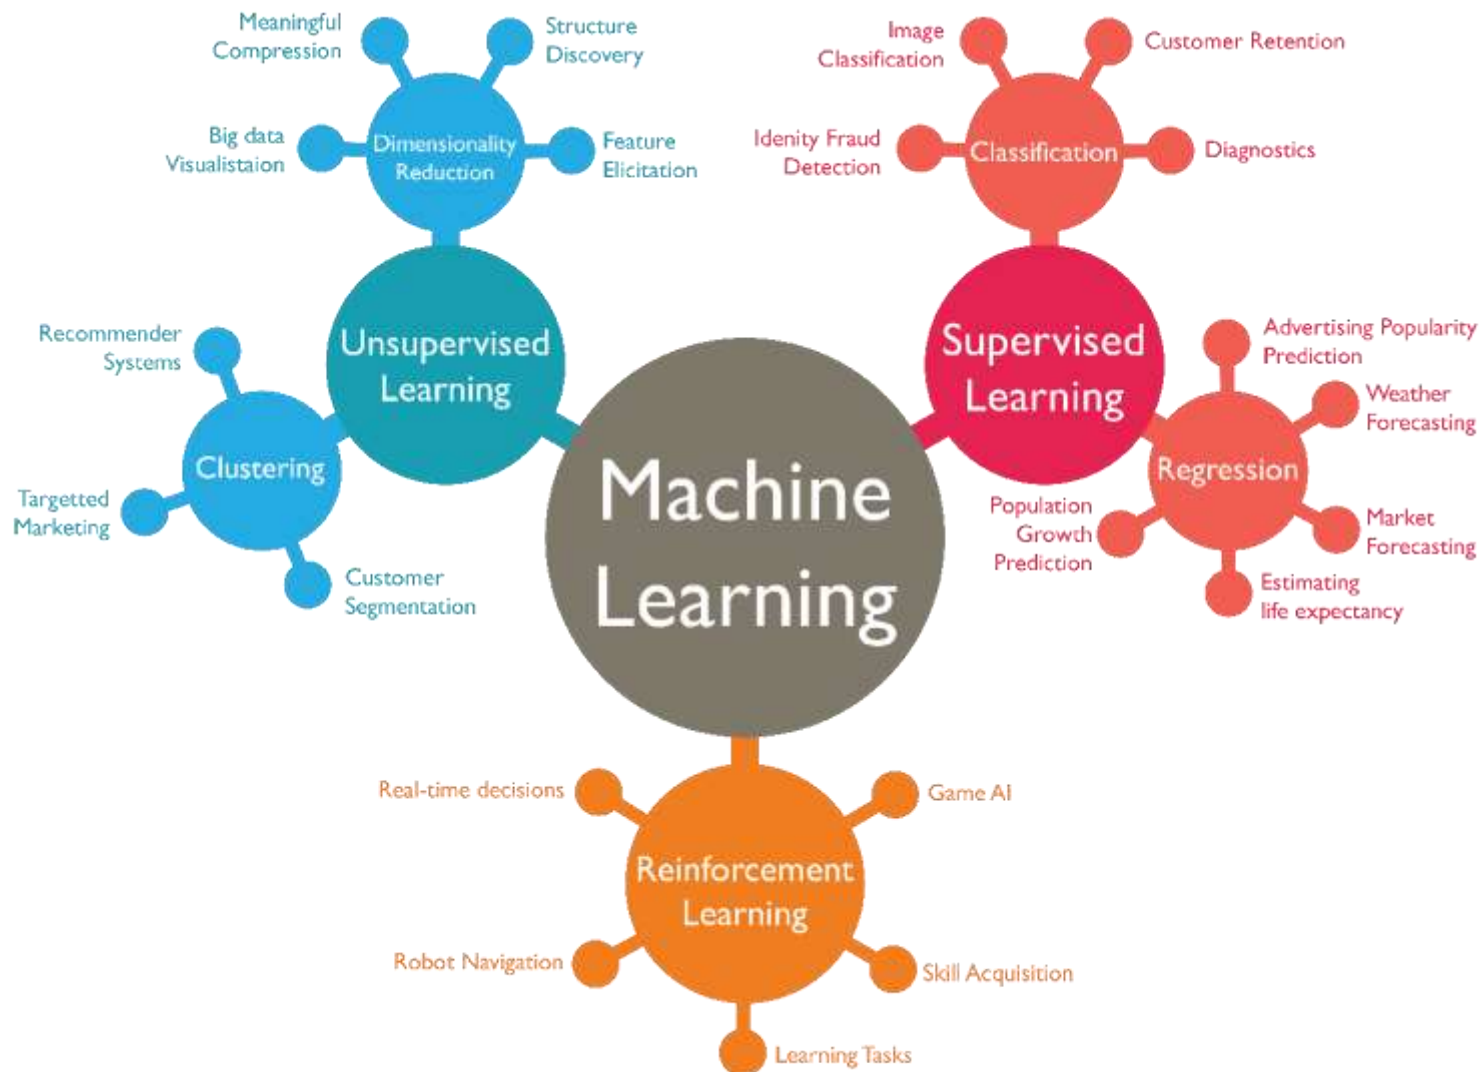 Meaningful
Compression
Structure
Discovery
Big data
Visualistaion
Dimensionality
Reduction
Feature
Elicitation
Image
Classification
Customer Retention
Idenity Fraud
Detection
Classification
Diagnostics
Recommender
Systems
Unsupervised
Learning
Clustering
Targetted
Marketing
Customer
Segmentation
Machine
Learning
Supervised
Learning
Advertising Popularity
Prediction
Weather
Forecasting
Regression
Population
Growth
Prediction
Market
Forecasting
Estimating
life expectancy
Real-time decisions
Game AI
Reinforcement
Learning
Robot Navigation
Skill Acquisition
Learning Tasks